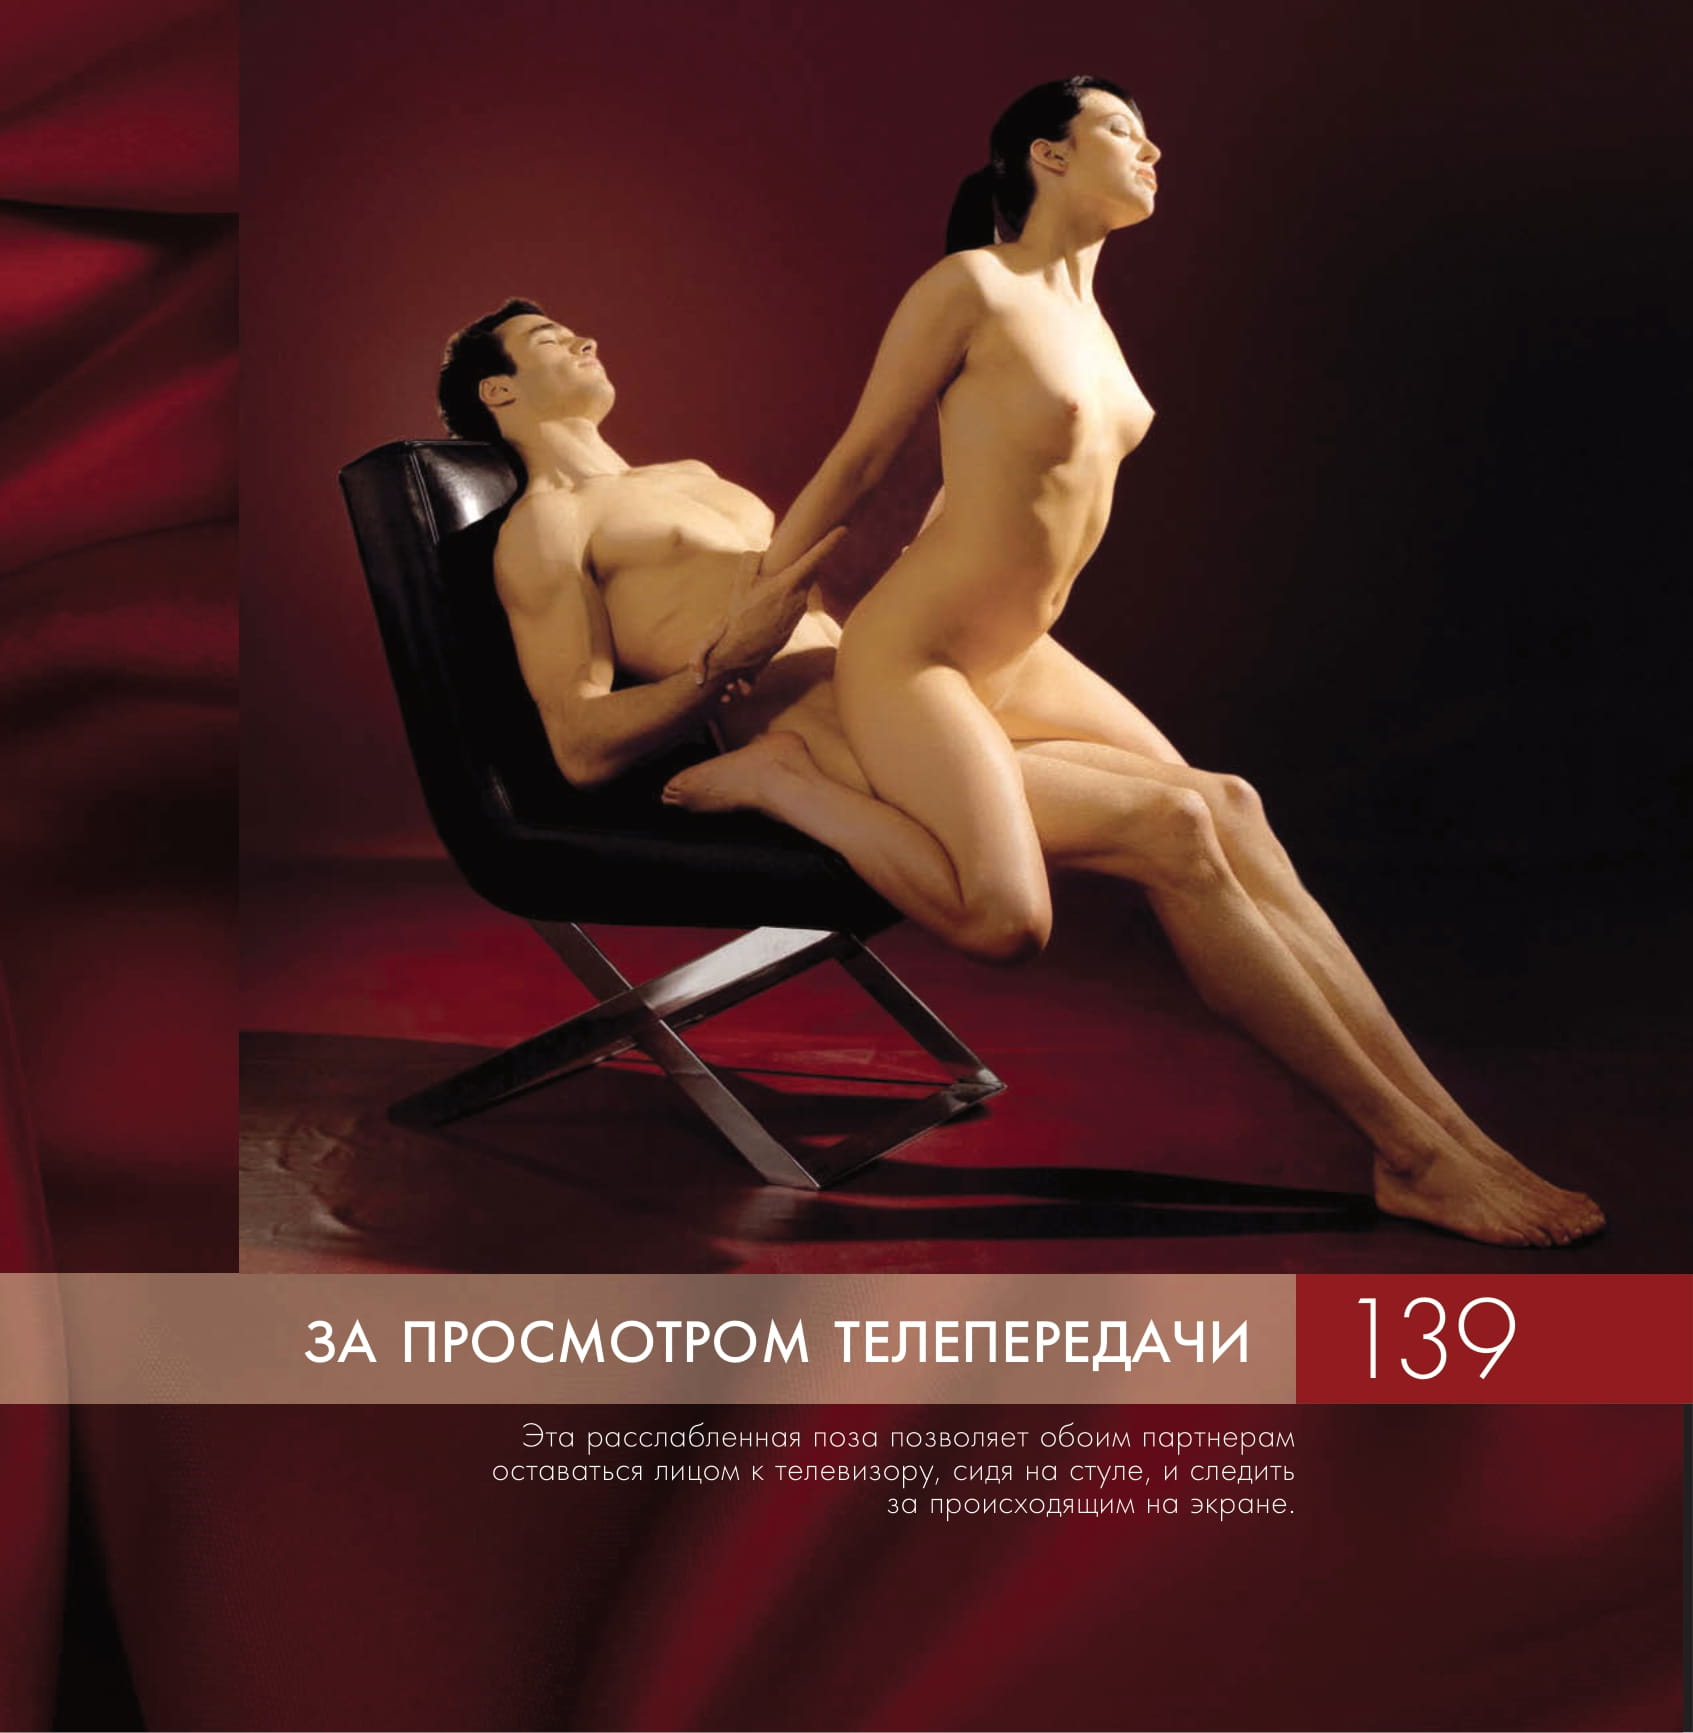 ЗА ПРОСМОТРОМ ТЕЛЕПЕРЕДАЧИ 139
Эта расслабленная поза позволяет обоим партнерам
оставаться лицом к телевизору, сидя на стуле, и следить
за происходящим на экране.